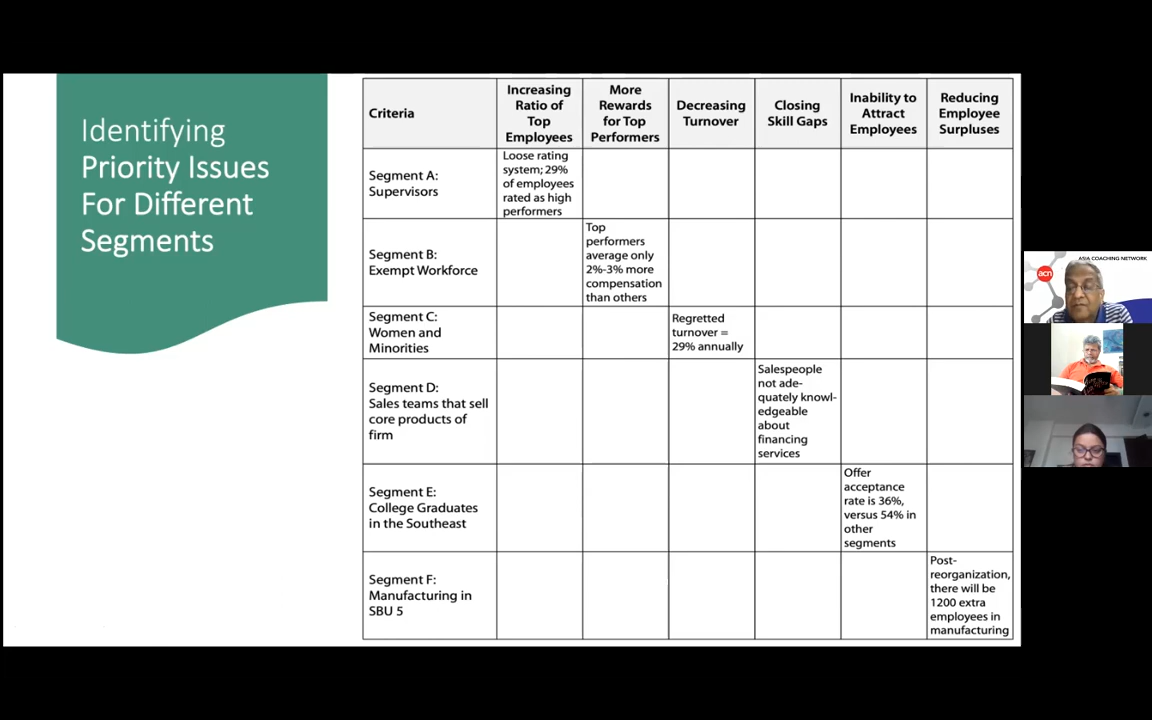 Identifying
Priority Issues
For Different
Segments
Criteria
Increasing
Ratio of
Top
Employees
More
Rewards
for Top
Performers
Decreasing
Turnover
Closing
Skill Gaps
Inability to
Attract
Employees
Reducing
Employee
Surpluses
Segment A:
Supervisors
Loose rating
system; 29%
of employees
rated as high
performers
Segment B:
Exempt Workforce
Top
performers
average only
2%-3% more
compensation
than others
Segment C:
Women and
Minorities
Regretted
turnover =
29% annually
Segment D:
Sales teams that sell
core products of
firm
Salespeople
not ade-
quately knowl-
edgeable
about
financing
services
Segment E:
College Graduates
in the Southeast
Offer
acceptance
rate is 36%,
versus 54% in
other
segments
Segment F:
Manufacturing in
SBU 5
Post-
reorganization,
there will be
1200 extra
employees in
manufacturing
ASIA COACHING NETWORK
acn